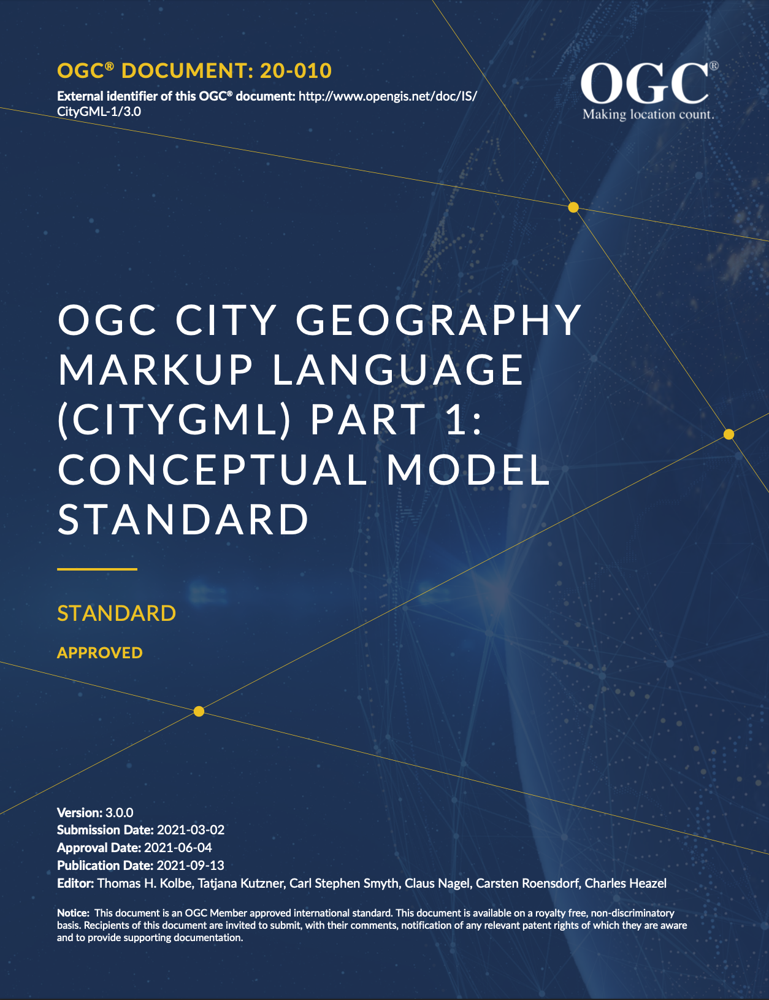 OGC® DOCUMENT: 20-010
External identifier of this OGC® document: http://www.opengis.net/doc/IS/
CityGML-1/3.0
OGC®
Making location count.
OGC CITY GEOGRAPHY
MARKUP LANGUAGE
(CITYGML) PART 1:
CONCEPTUAL MODEL
STANDARD
STANDARD
APPROVED
Version: 3.0.0
Submission Date: 2021-03-02
Approval Date: 2021-06-04
Publication Date: 2021-09-13
Editor: Thomas H. Kolbe, Tatjana Kutzner, Carl Stephen Smyth, Claus Nagel, Carsten Roensdorf, Charles Heazel
Notice: This document is an OGC Member approved international standard. This document is available on a royalty free, non-discriminatory
basis. Recipients of this document are invited to submit, with their comments, notification of any relevant patent rights of which they are aware
and to provide supporting documentation.